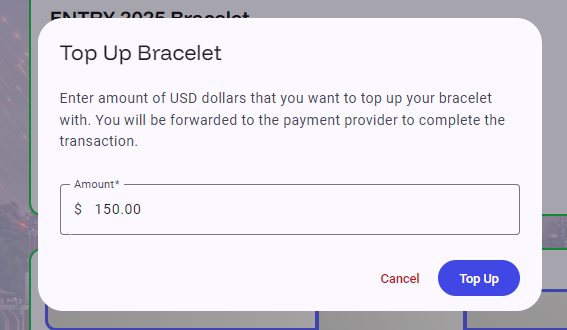 ENTRY 2025 Bracelet
Top Up Bracelet
Enter amount of USD dollars that you want to top up your bracelet
with. You will be forwarded to the payment provider to complete the
transaction.
Amount*
$ 150.00
Cancel Top Up